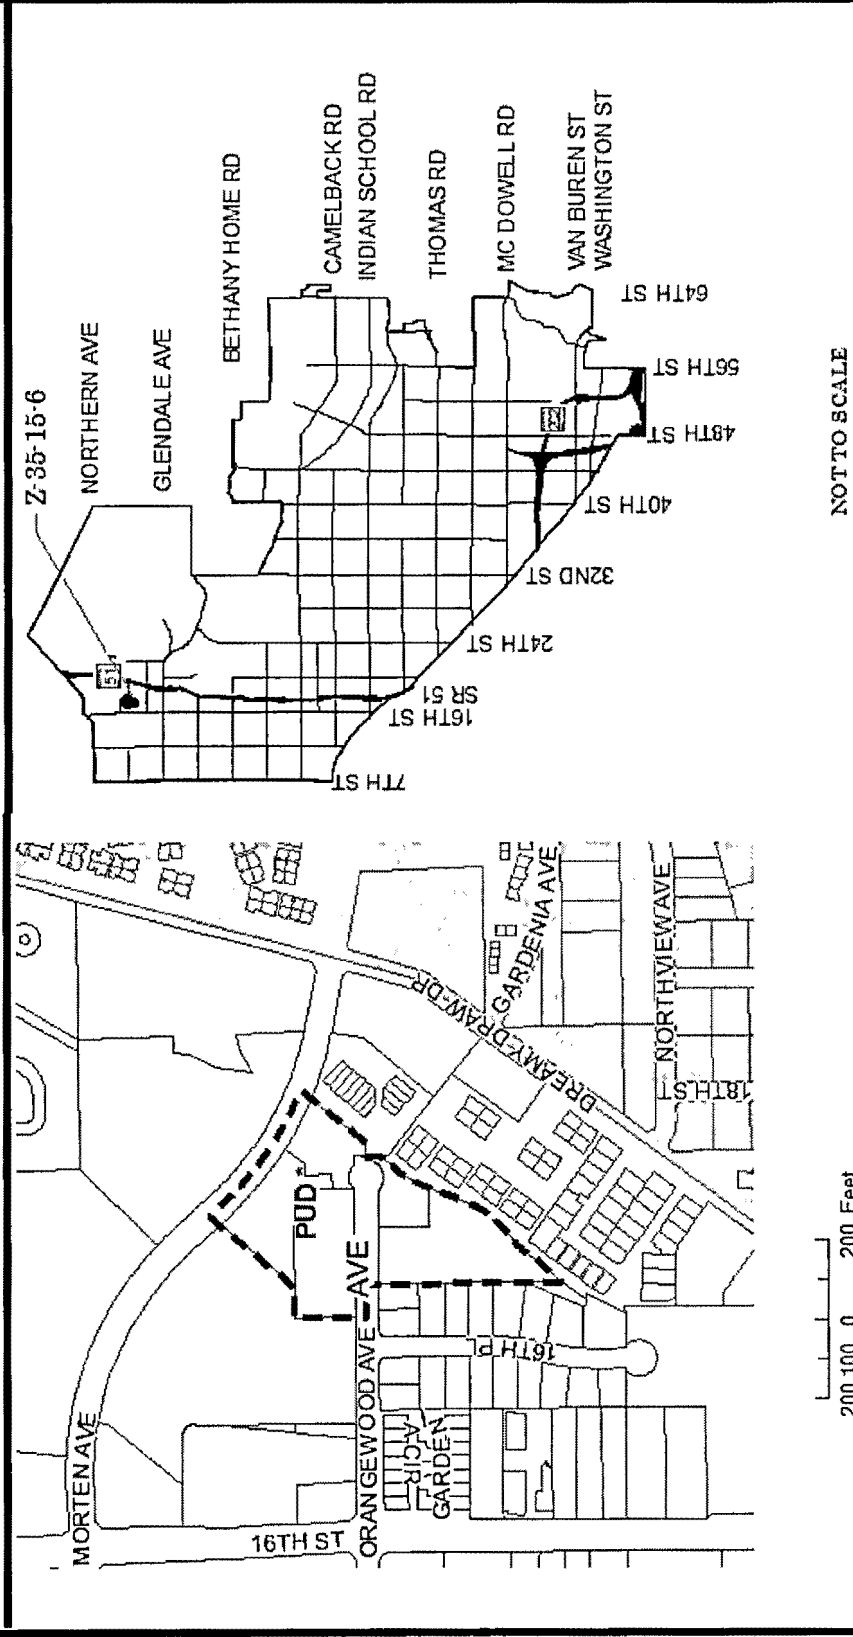 Z-35-15-6
NORTHERN AVE
GLENDALE AVE
BETHANY HOME RD
CAMELBACK RD
INDIAN SCHOOL RD
THOMAS RD
MC DOWELL RD
VAN BUREN ST
WASHINGTON ST
64TH ST
56TH ST
48TH ST
40TH ST
32ND ST
24TH ST
SR 51
16TH ST
7TH ST
51
NOT TO SCALE
MORTEN AVE
16TH ST
ORANGEWOOD AVE
AVE
PUD*
GARDEN
A CIR
16TH PL
DREAMY DRAW DR
GARDENIA AVE
NORTHVIEW AVE
18TH ST
200 100 0 200 Feet